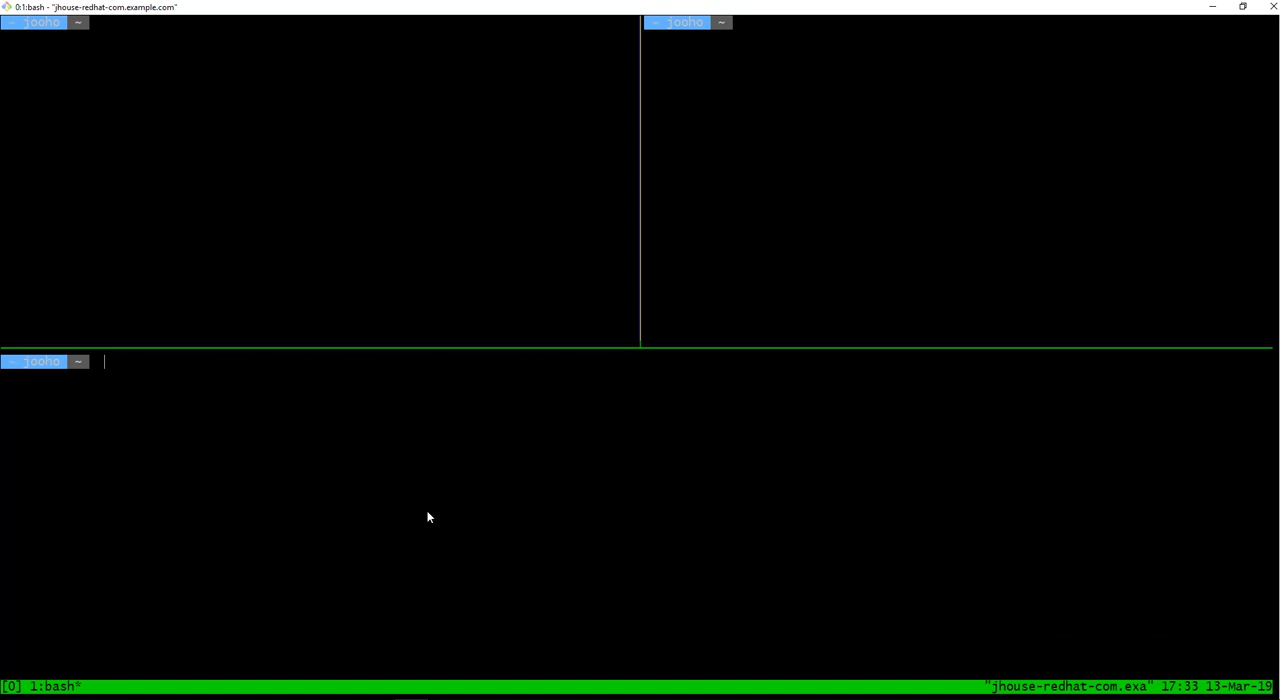 0:1:bash - "jhouse-redhat-com.example.com"
~ jooho ~
~ jooho ~
~ jooho ~
[0] 1:bash* "jhouse-redhat-com.exa" 17:33 13-Mar-19